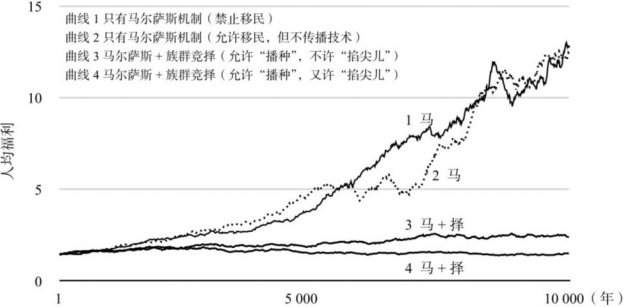 15
曲线 1 只有马尔萨斯机制（禁止移民）
曲线 2 只有马尔萨斯机制（允许移民，但不传播技术）
曲线 3 马尔萨斯 + 族群竞择（允许“播种”，不许“掐尖儿”）
曲线 4 马尔萨斯 + 族群竞择（允许“播种”，又许“掐尖儿”）
10
人均福利
1 马
2 马
5
3 马 + 择
4 马 + 择
0
1
5 000
10 000（年）